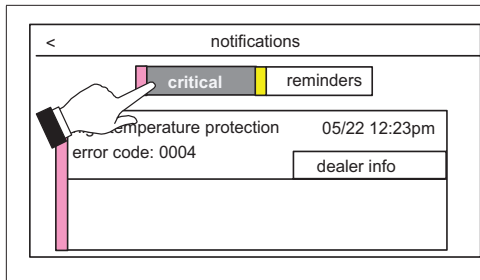 < notifications
critical reminders
temperature protection 05/22 12:23pm
error code: 0004
dealer info